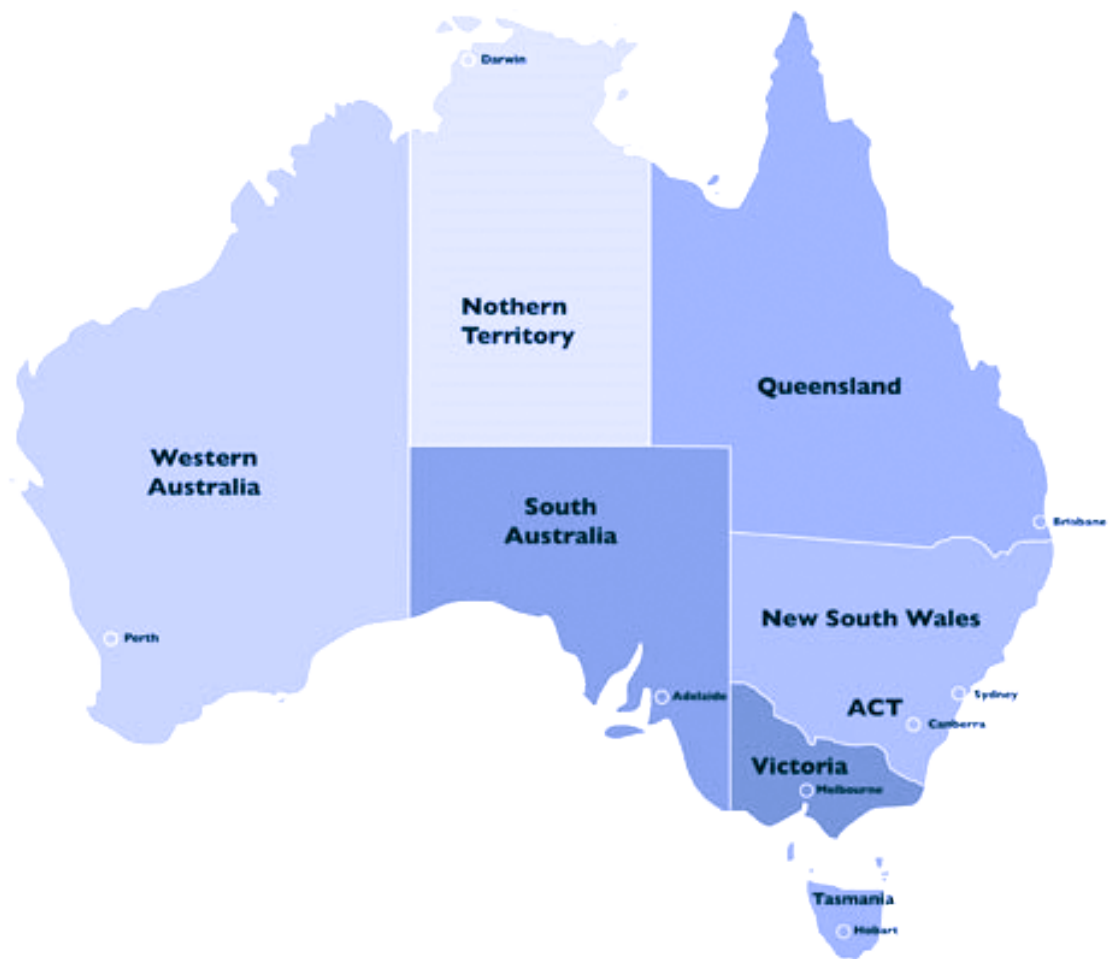 Darwin
Nothern
Territory
Queensland
Western
Australia
South
Australia
Brisbane
New South Wales
Perth
Adelaide
Sydney
ACT
Canberra
Victoria
Melbourne
Tasmania
Hobart